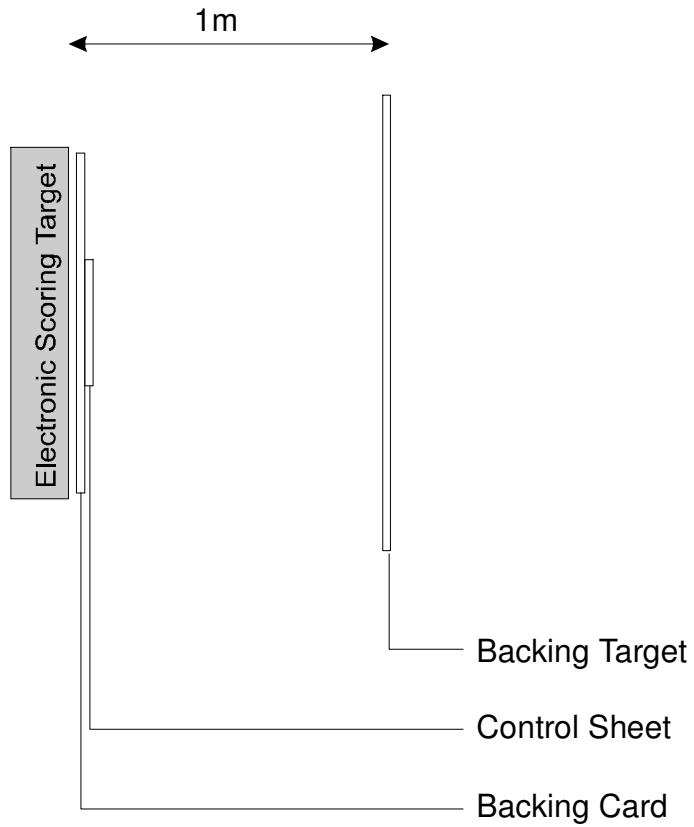 1m
Electronic Scoring Target
Backing Target
Control Sheet
Backing Card